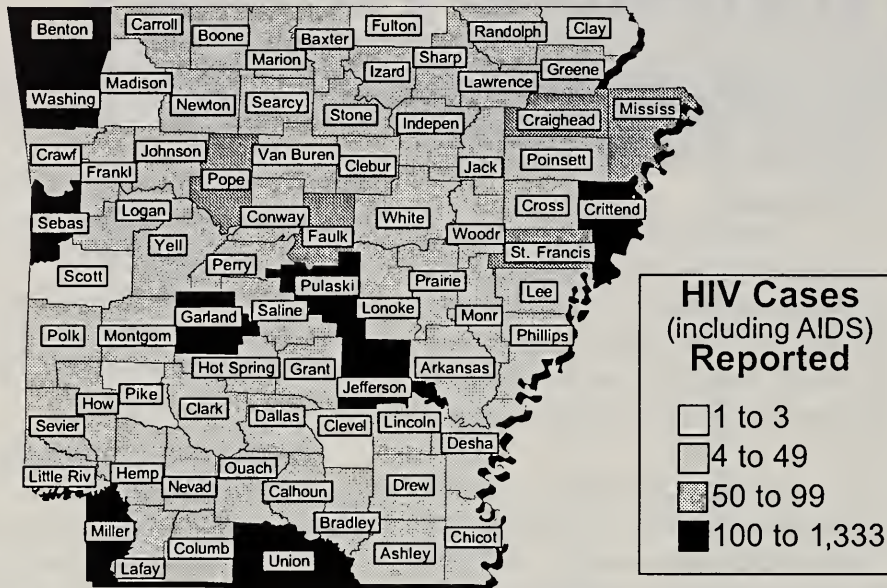 Benton
Carroll
Boone
Baxter
Fulton
Randolph
Clay
Marion
Sharp
Izard
Greene
Madison
Lawrence
Washing
Newton
Searcy
Stone
Indepen
Craighead
Mississ
Crawf
Frankl
Johnson
Pope
Van Buren
Clebur
Jack
Poinsett
Sebas
Logan
Conway
White
Cross
Crittend
Yell
Faulk
Woodr
St. Francis
Scott
Perry
Pulaski
Prairie
Lee
Garland
Saline
Lonoke
Monr
Phillips
Polk
Montgom
Hot Spring
Grant
Arkansas
Jefferson
How
Pike
Clark
Dallas
Clevel
Lincoln
Sevier
Desha
Little Riv
Hemp
Nevad
Ouach
Calhoun
Drew
Bradley
Miller
Columb
Union
Chicot
Lafay
Ashley
HIV Cases
(including AIDS)
Reported
1 to 3
4 to 49
50 to 99
100 to 1,333